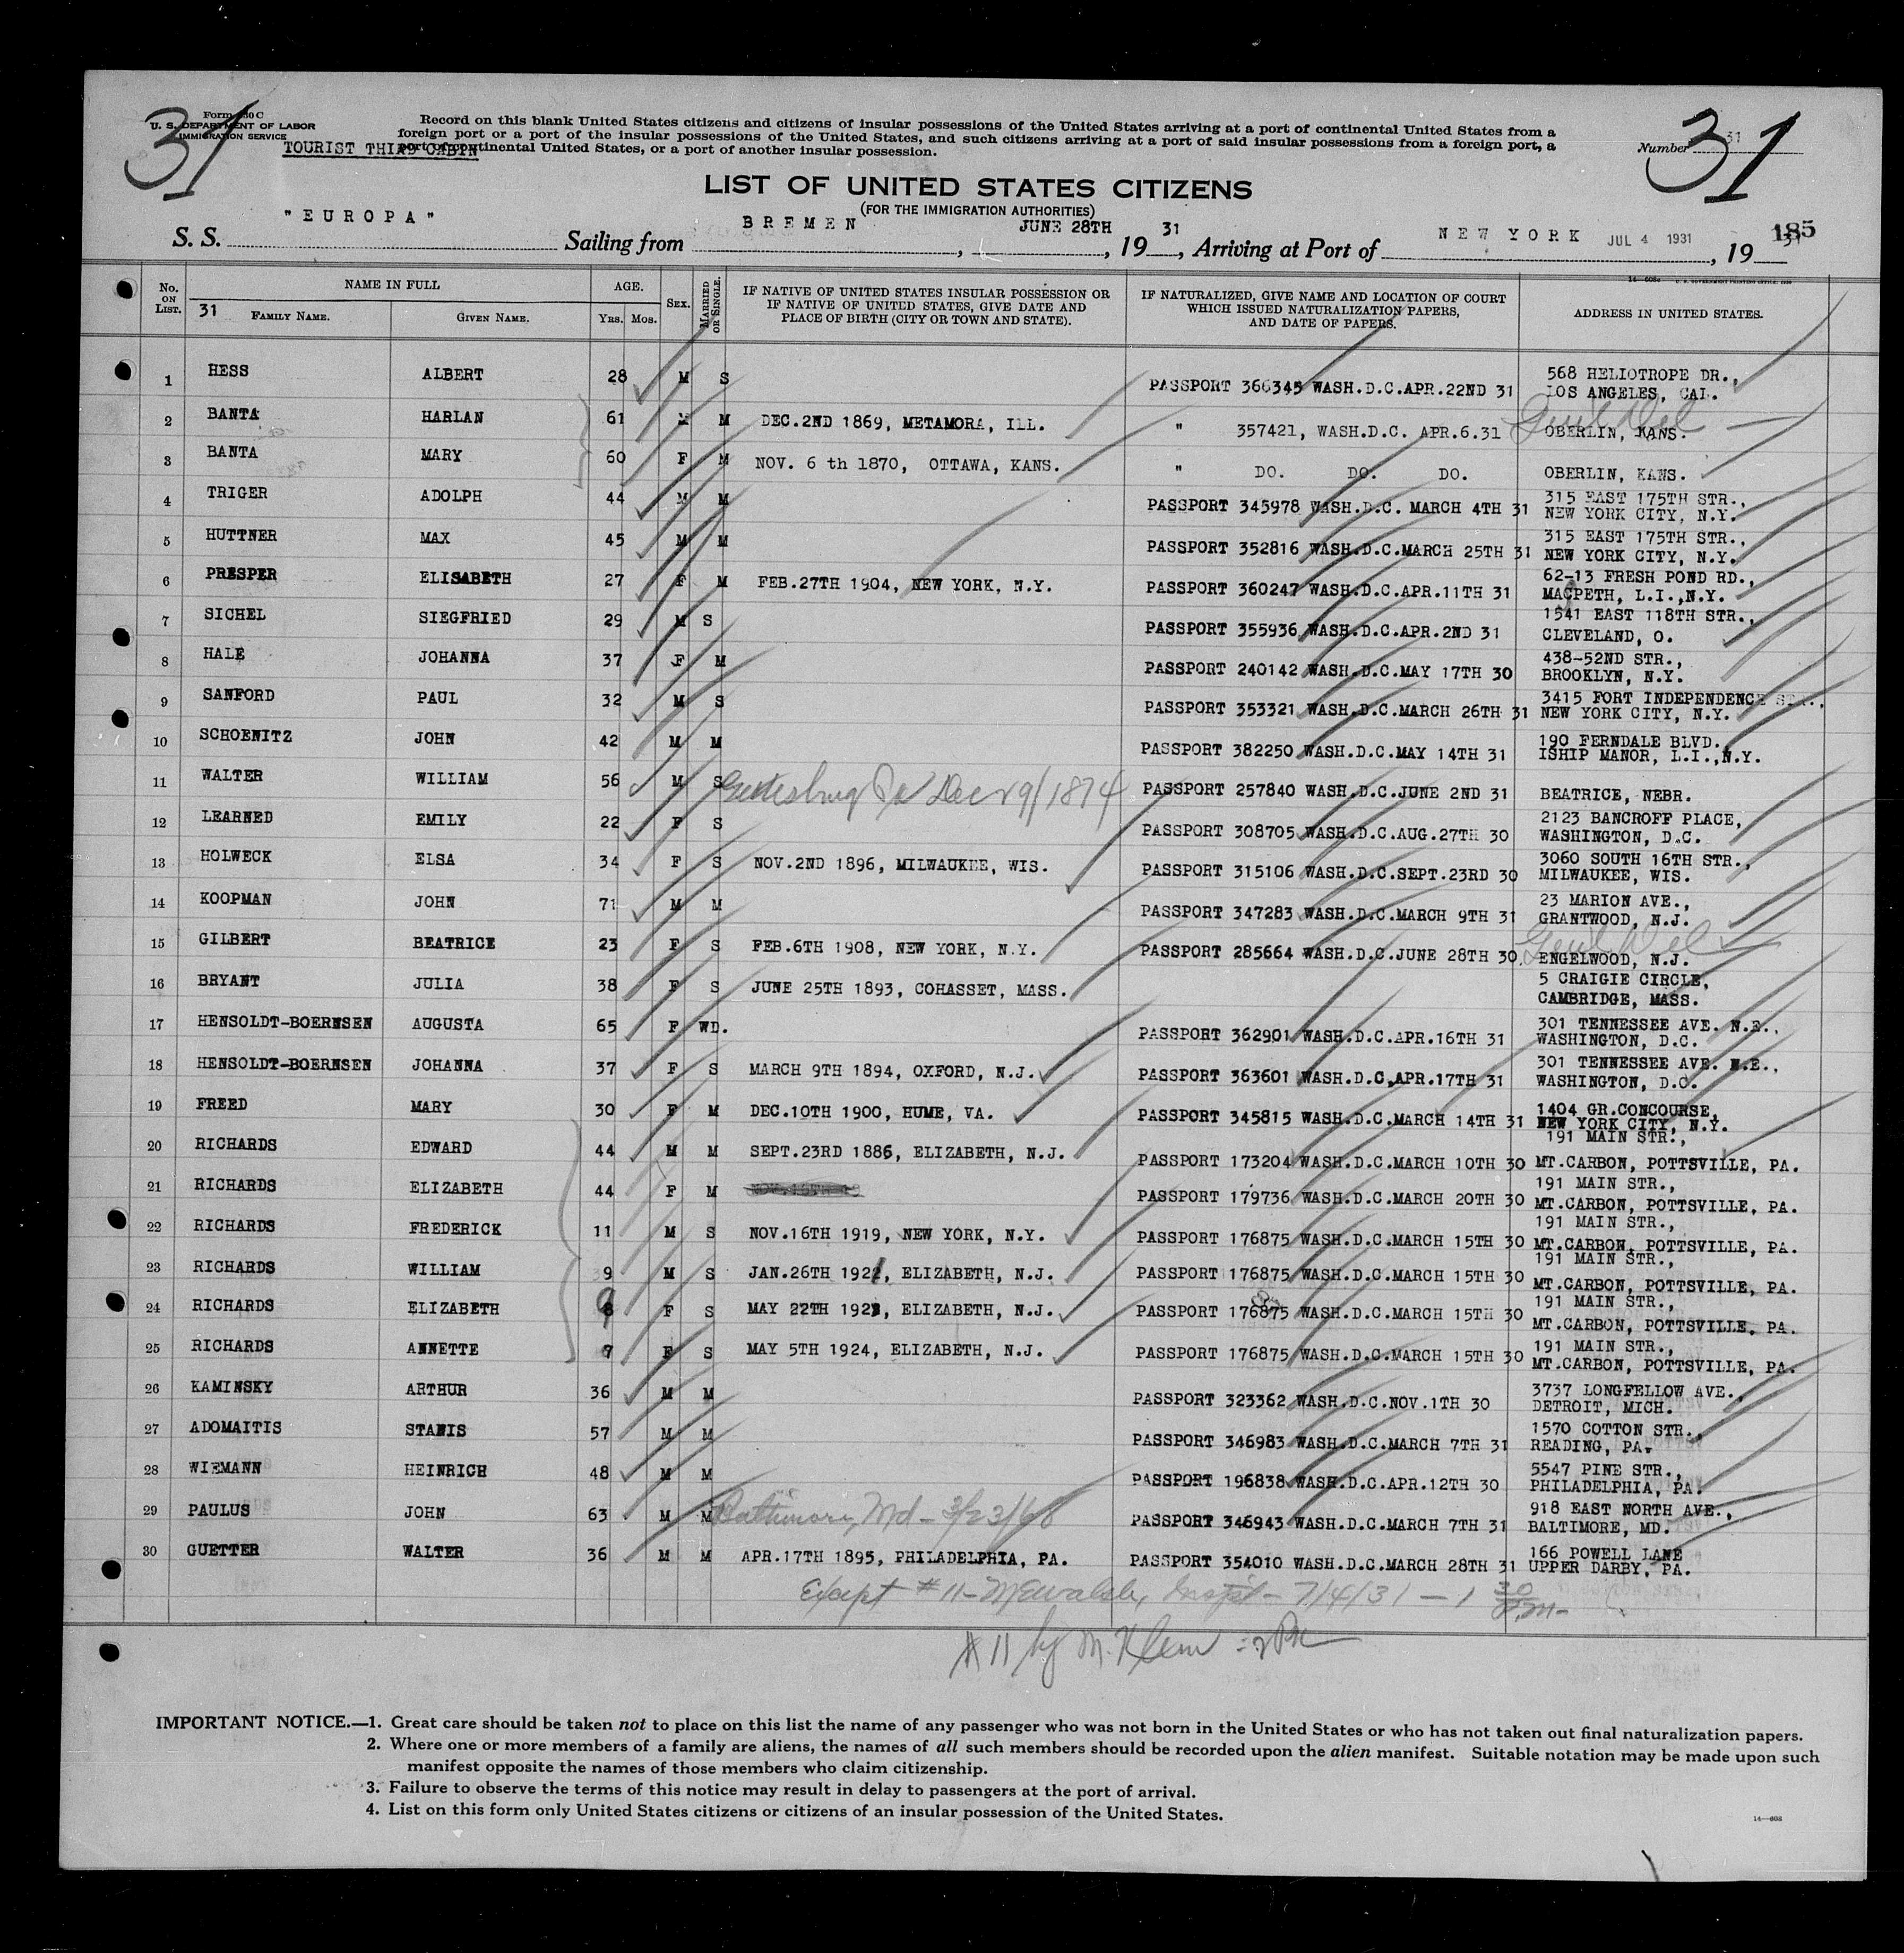 31
Form 630 C
U. S. DEPARTMENT OF LABOR
IMMIGRATION SERVICE
TOURIST THIRD CABIN
Record on this blank United States citizens and citizens of insular possessions of the United States arriving at a port of continental United States from a
foreign port or a port of the insular possessions of the United States, and such citizens arriving at a port of said insular possessions from a foreign port, a
port of continental United States, or a port of another insular possession.
Number 31
31
LIST OF UNITED STATES CITIZENS
(FOR THE IMMIGRATION AUTHORITIES)
185
S. S. "EUROPA" Sailing from BREMEN, JUNE 28TH, 19 31, Arriving at Port of NEW YORK JUL 4 1931, 19 31
No. ON LIST. NAME IN FULL AGE. SEX. MARRIED OR SINGLE. IF NATIVE OF UNITED STATES INSULAR POSSESSION OR IF NATIVE OF UNITED STATES, GIVE DATE AND PLACE OF BIRTH (CITY OR TOWN AND STATE). IF NATURALIZED, GIVE NAME AND LOCATION OF COURT WHICH ISSUED NATURALIZATION PAPERS, AND DATE OF PAPERS. ADDRESS IN UNITED STATES.
31 FAMILY NAME. GIVEN NAME. YRS. MOS.
1 HESS ALBERT 28 M S PASSPORT 366345 WASH.D.C.APR.22ND 31 568 HELIOTROPE DR., LOS ANGELES, CAL.
2 BANTA HARLAN 61 M M DEC.2ND 1869, METAMORA, ILL. " 357421, WASH.D.C. APR.6.31 OBERLIN, KANS.
3 BANTA MARY 60 F M NOV. 6 th 1870, OTTAWA, KANS. " DO. DO. DO. OBERLIN, KANS.
4 TRIGER ADOLPH 44 M M PASSPORT 345978 WASH.D.C. MARCH 4TH 31 315 EAST 175TH STR., NEW YORK CITY, N.Y.
5 HUTTNER MAX 45 M M PASSPORT 352816 WASH.D.C.MARCH 25TH 31 315 EAST 175TH STR., NEW YORK CITY, N.Y.
6 PRESPER ELISABETH 27 F M FEB.27TH 1904, NEW YORK, N.Y. PASSPORT 360247 WASH.D.C.APR.11TH 31 62-13 FRESH POND RD., MACPETH, L.I.,N.Y.
7 SICHEL SIEGFRIED 29 M S PASSPORT 355936 WASH.D.C.APR.2ND 31 1541 EAST 118TH STR., CLEVELAND, O.
8 HALE JOHANNA 37 F M PASSPORT 240142 WASH.D.C.MAY 17TH 30 438-52ND STR., BROOKLYN, N.Y.
9 SANFORD PAUL 32 M S PASSPORT 353321 WASH.D.C.MARCH 26TH 31 3415 FORT INDEPENDENCE STR., NEW YORK CITY, N.Y.
10 SCHOENITZ JOHN 42 M M PASSPORT 382250 WASH.D.C.MAY 14TH 31 190 FERNDALE BLVD., ISHIP MANOR, L.I.,N.Y.
11 WALTER WILLIAM 56 M S Gettesburg Pa Dec 29/1874 PASSPORT 257840 WASH.D.C.JUNE 2ND 31 BEATRICE, NEBR.
12 LEARNED EMILY 22 F S PASSPORT 308705 WASH.D.C.AUG.27TH 30 2123 BANCROFF PLACE, WASHINGTON, D.C.
13 HOLWECK ELSA 34 F S NOV.2ND 1896, MILWAUKEE, WIS. PASSPORT 315106 WASH.D.C.SEPT.23RD 30 3060 SOUTH 16TH STR., MILWAUKEE, WIS.
14 KOOPMAN JOHN 71 M M PASSPORT 347283 WASH.D.C.MARCH 9TH 31 23 MARION AVE., GRANTWOOD, N.J.
15 GILBERT BEATRICE 23 F S FEB.6TH 1908, NEW YORK, N.Y. PASSPORT 285664 WASH.D.C.JUNE 28TH 30. ENGELWOOD, N.J.
16 BRYANT JULIA 38 F S JUNE 25TH 1893, COHASSET, MASS. 5 CRAIGIE CIRCLE, CAMBRIDGE, MASS.
17 HENSOLDT-BOERNSEN AUGUSTA 65 F WD. PASSPORT 362901 WASH.D.C.APR.16TH 31 301 TENNESSEE AVE. N.E., WASHINGTON, D.C.
18 HENSOLDT-BOERNSEN JOHANNA 37 F S MARCH 9TH 1894, OXFORD, N.J. PASSPORT 363601 WASH.D.C.APR.17TH 31 301 TENNESSEE AVE. N.E., WASHINGTON, D.C.
19 FREED MARY 30 F M DEC.10TH 1900, HUME, VA. PASSPORT 345815 WASH.D.C.MARCH 14TH 31 1404 GR.CONCOURSE, NEW YORK CITY, N.Y.
20 RICHARDS EDWARD 44 M M SEPT.23RD 1886, ELIZABETH, N.J. PASSPORT 173204 WASH.D.C.MARCH 10TH 30 191 MAIN STR., MT.CARBON, POTTSVILLE, PA.
21 RICHARDS ELIZABETH 44 F M PASSPORT 179736 WASH.D.C.MARCH 20TH 30 191 MAIN STR., MT.CARBON, POTTSVILLE, PA.
22 RICHARDS FREDERICK 11 M S NOV.16TH 1919, NEW YORK, N.Y. PASSPORT 176875 WASH.D.C.MARCH 15TH 30 191 MAIN STR., MT.CARBON, POTTSVILLE, PA.
23 RICHARDS WILLIAM 9 M S JAN.26TH 1921, ELIZABETH, N.J. PASSPORT 176875 WASH.D.C.MARCH 15TH 30 191 MAIN STR., MT.CARBON, POTTSVILLE, PA.
24 RICHARDS ELIZABETH 9 F S MAY 22TH 1922, ELIZABETH, N.J. PASSPORT 176875 WASH.D.C.MARCH 15TH 30 191 MAIN STR., MT.CARBON, POTTSVILLE, PA.
25 RICHARDS ANNETTE 7 F S MAY 5TH 1924, ELIZABETH, N.J. PASSPORT 176875 WASH.D.C.MARCH 15TH 30 191 MAIN STR., MT.CARBON, POTTSVILLE, PA.
26 KAMINSKY ARTHUR 36 M M PASSPORT 323362 WASH.D.C.NOV.1TH 30 3737 LONGFELLOW AVE., DETROIT, MICH.
27 ADOMAITIS STANIS 57 M M PASSPORT 346983 WASH.D.C.MARCH 7TH 31 1570 COTTON STR., READING, PA.
28 WIEMANN HEINRICH 48 M M PASSPORT 196838 WASH.D.C.APR.12TH 30 5547 PINE STR., PHILADELPHIA, PA.
29 PAULUS JOHN 63 M M Baltimore, Md - 3/23/68 PASSPORT 346943 WASH.D.C.MARCH 7TH 31 918 EAST NORTH AVE., BALTIMORE, MD.
30 GUETTER WALTER 36 M M APR.17TH 1895, PHILADELPHIA, PA. PASSPORT 354010 WASH.D.C.MARCH 28TH 31 166 POWELL LANE UPPER DARBY, PA.
Except #11 - 7/4/31 - 1 30 P.M-
#11 by M. Klein
IMPORTANT NOTICE.—1. Great care should be taken not to place on this list the name of any passenger who was not born in the United States or who has not taken out final naturalization papers.
2. Where one or more members of a family are aliens, the names of all such members should be recorded upon the alien manifest. Suitable notation may be made upon such
manifest opposite the names of those members who claim citizenship.
3. Failure to observe the terms of this notice may result in delay to passengers at the port of arrival.
4. List on this form only United States citizens or citizens of an insular possession of the United States.